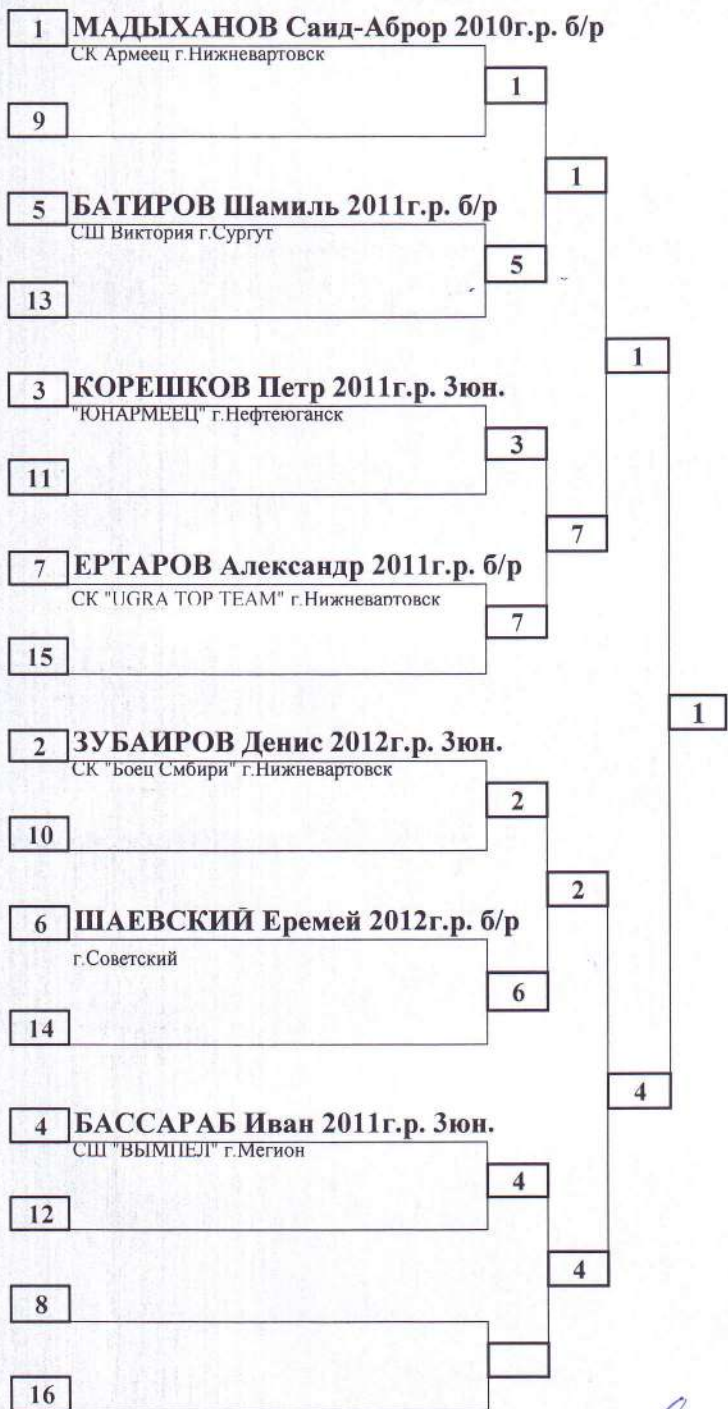 1 МАДЫХАНОВ Саид-Аброр 2010г.р. б/р
СК Армеец г.Нижневартовск
1
9
1
5 БАТИРОВ Шамиль 2011г.р. б/р
СШ Виктория г.Сургут
5
13
1
3 КОРЕШКОВ Петр 2011г.р. 3юн.
"ЮНАРМЕЕЦ" г.Нефтеюганск
3
11
7
7 ЕРТАРОВ Александр 2011г.р. б/р
СК "UGRA TOP TEAM" г.Нижневартовск
7
15
1
2 ЗУБАИРОВ Денис 2012г.р. 3юн.
СК "Боец Смбири" г.Нижневартовск
2
10
2
6 ШАЕВСКИЙ Еремей 2012г.р. б/р
г.Советский
6
14
4
4 БАССАРАБ Иван 2011г.р. 3юн.
СШ "ВЫМПЕЛ" г.Мегион
4
12
4
8
16